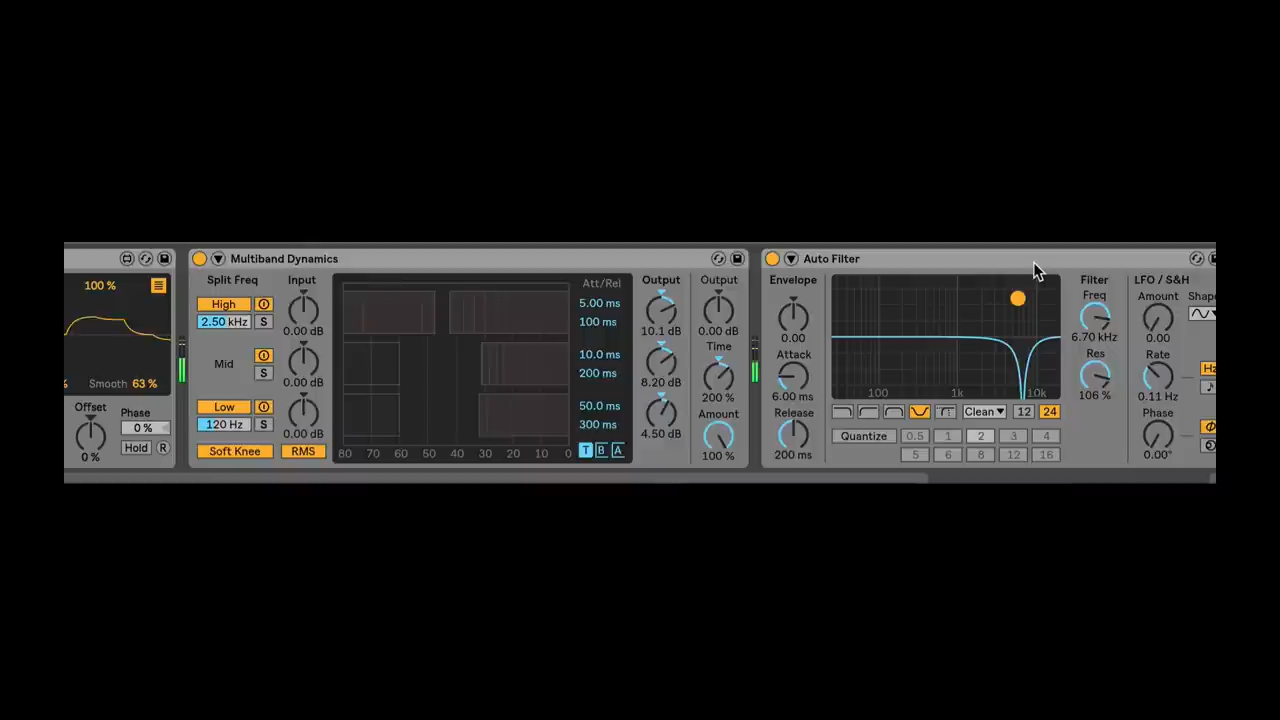 100 %
% Smooth 63 %
Offset
0 %
Phase
0 %
Hold R
Multiband Dynamics
Split Freq Input
High
2.50 kHz S
0.00 dB
Mid
S
0.00 dB
Low
120 Hz S
0.00 dB
Soft Knee RMS
80 70 60 50 40 30 20 10 0
Att/Rel
5.00 ms
100 ms
10.0 ms
200 ms
50.0 ms
300 ms
T B A
Output
10.1 dB
8.20 dB
4.50 dB
Output
0.00 dB
Time
200 %
Amount
100 %
Auto Filter
Envelope
0.00
Attack
6.00 ms
Release
200 ms
100 1k 10k
Clean 12 24
Quantize 0.5 1 2 3 4
5 6 8 12 16
Filter
Freq
6.70 kHz
Res
106 %
LFO / S&H
Amount Shape
0.00
Rate
0.11 Hz
Phase
0.00°